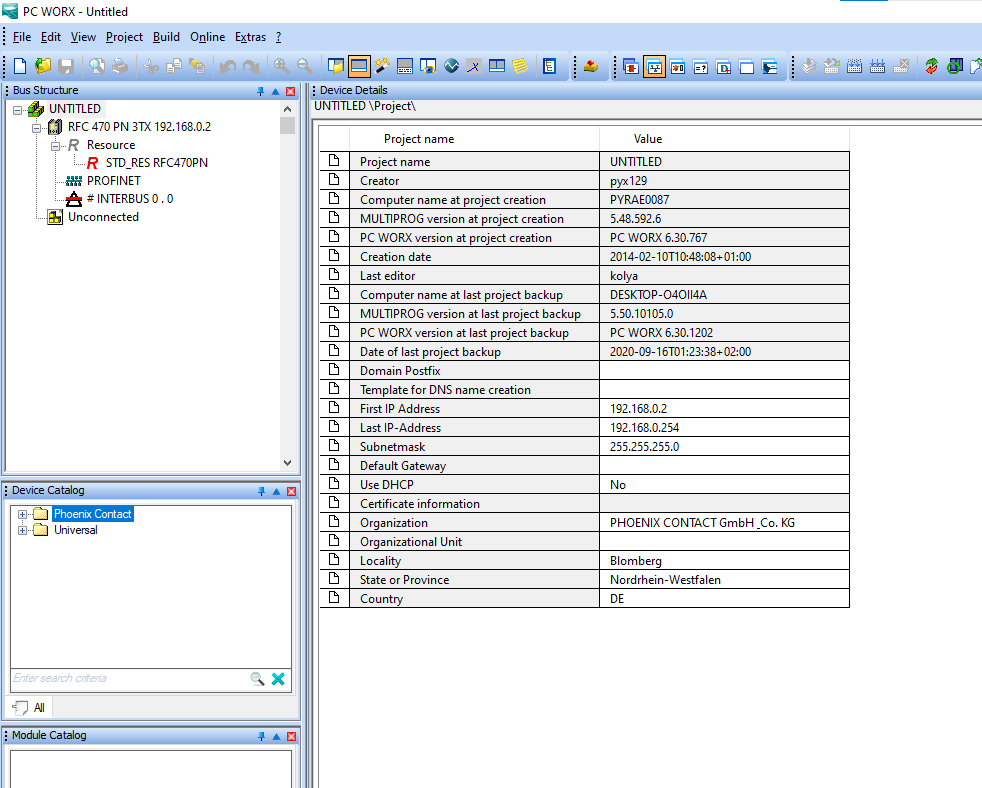 PC WORX - Untitled
File Edit View Project Build Online Extras ?
Bus Structure
UNTITLED
RFC 470 PN 3TX 192.168.0.2
Resource
STD_RES RFC470PN
PROFINET
# INTERBUS 0 . 0
Unconnected
Device Catalog
Phoenix Contact
Universal
Enter search criteria
All
Module Catalog
Device Details
UNTITLED \Project\
Project name Value
Project name UNTITLED
Creator pyx129
Computer name at project creation PYRAE0087
MULTIPROG version at project creation 5.48.592.6
PC WORX version at project creation PC WORX 6.30.767
Creation date 2014-02-10T10:48:08+01:00
Last editor kolya
Computer name at last project backup DESKTOP-O4OII4A
MULTIPROG version at last project backup 5.50.10105.0
PC WORX version at last project backup PC WORX 6.30.1202
Date of last project backup 2020-09-16T01:23:38+02:00
Domain Postfix
Template for DNS name creation
First IP Address 192.168.0.2
Last IP-Address 192.168.0.254
Subnetmask 255.255.255.0
Default Gateway
Use DHCP No
Certificate information
Organization PHOENIX CONTACT GmbH _Co. KG
Organizational Unit
Locality Blomberg
State or Province Nordrhein-Westfalen
Country DE